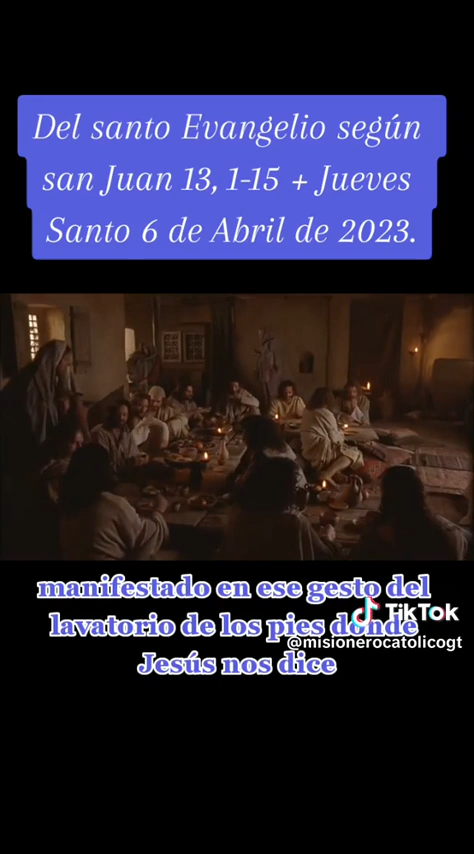 Del santo Evangelio según
san Juan 13, 1-15 + Jueves
Santo 6 de Abril de 2023.
manifestado en ese gesto del
lavatorio de los pies donde
Jesús nos dice
TikTok
@misionerocatolicogt